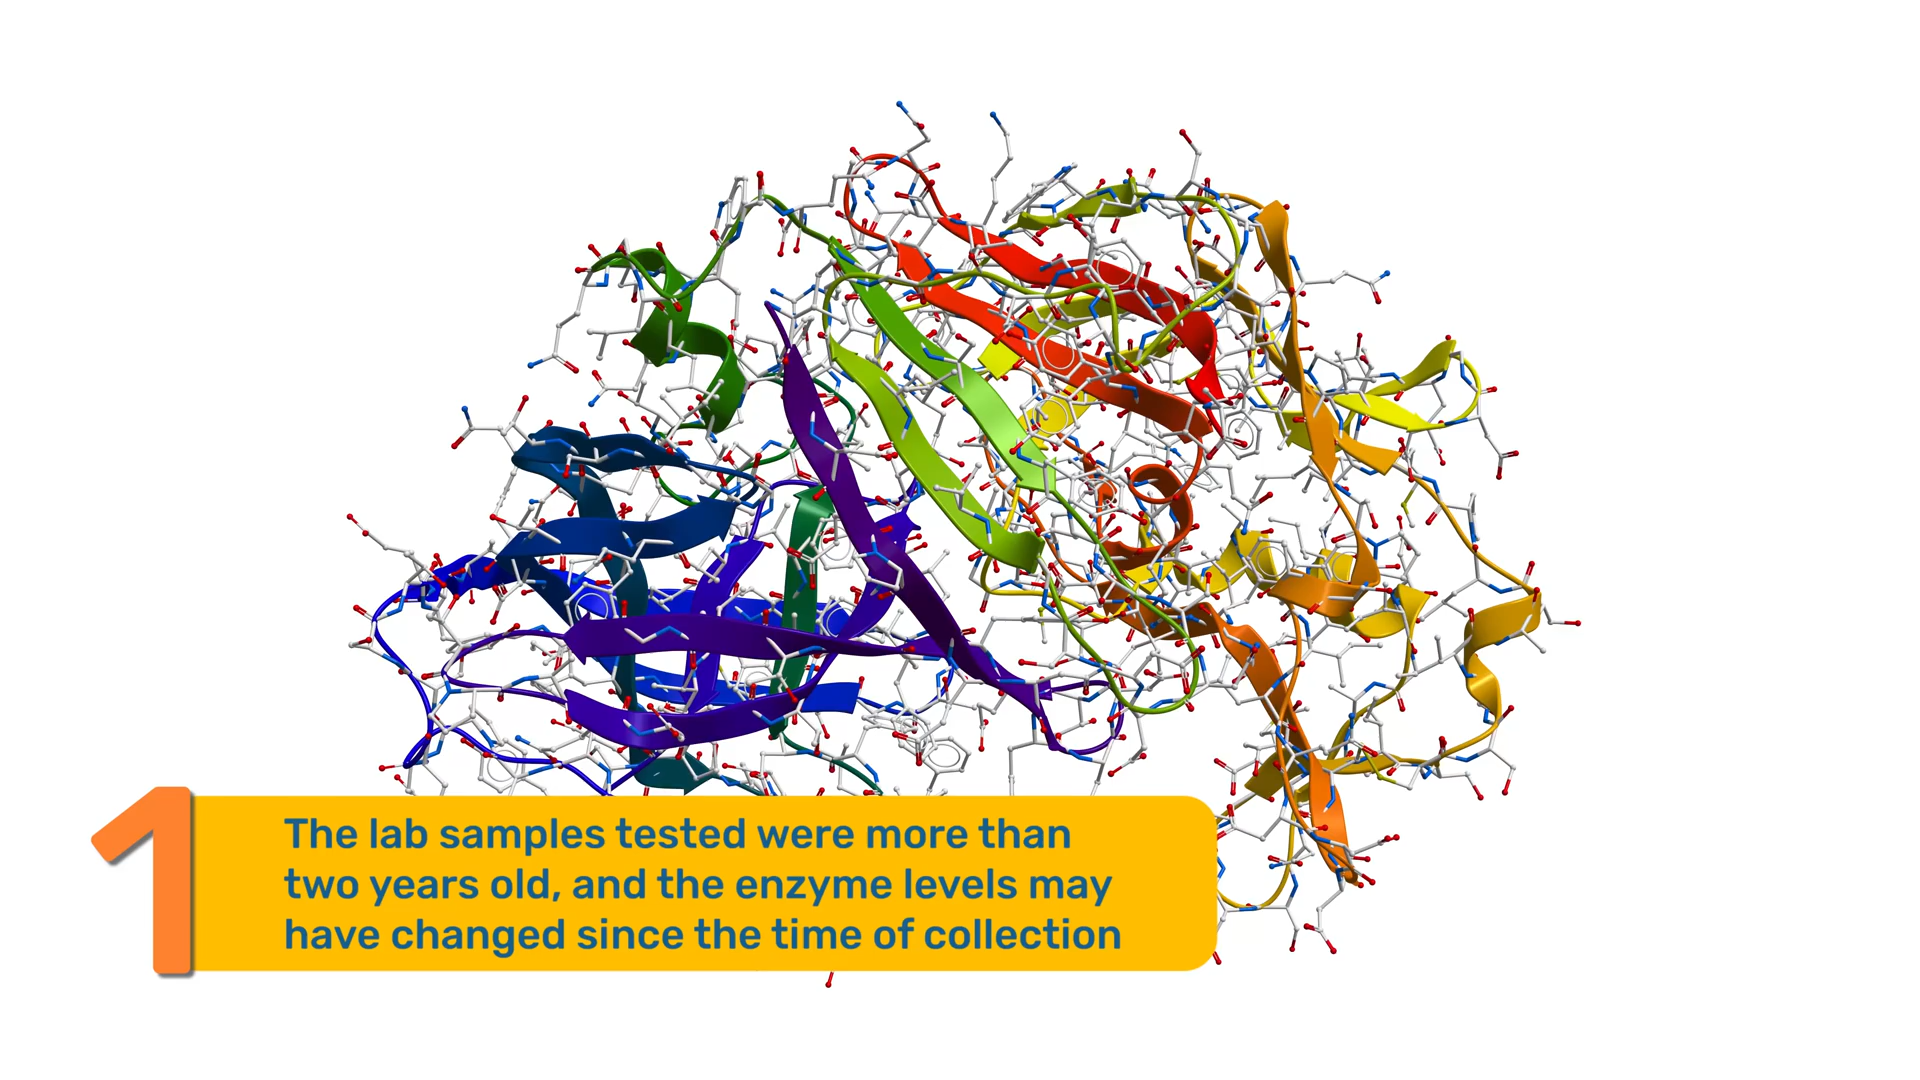 1
The lab samples tested were more than
two years old, and the enzyme levels may
have changed since the time of collection